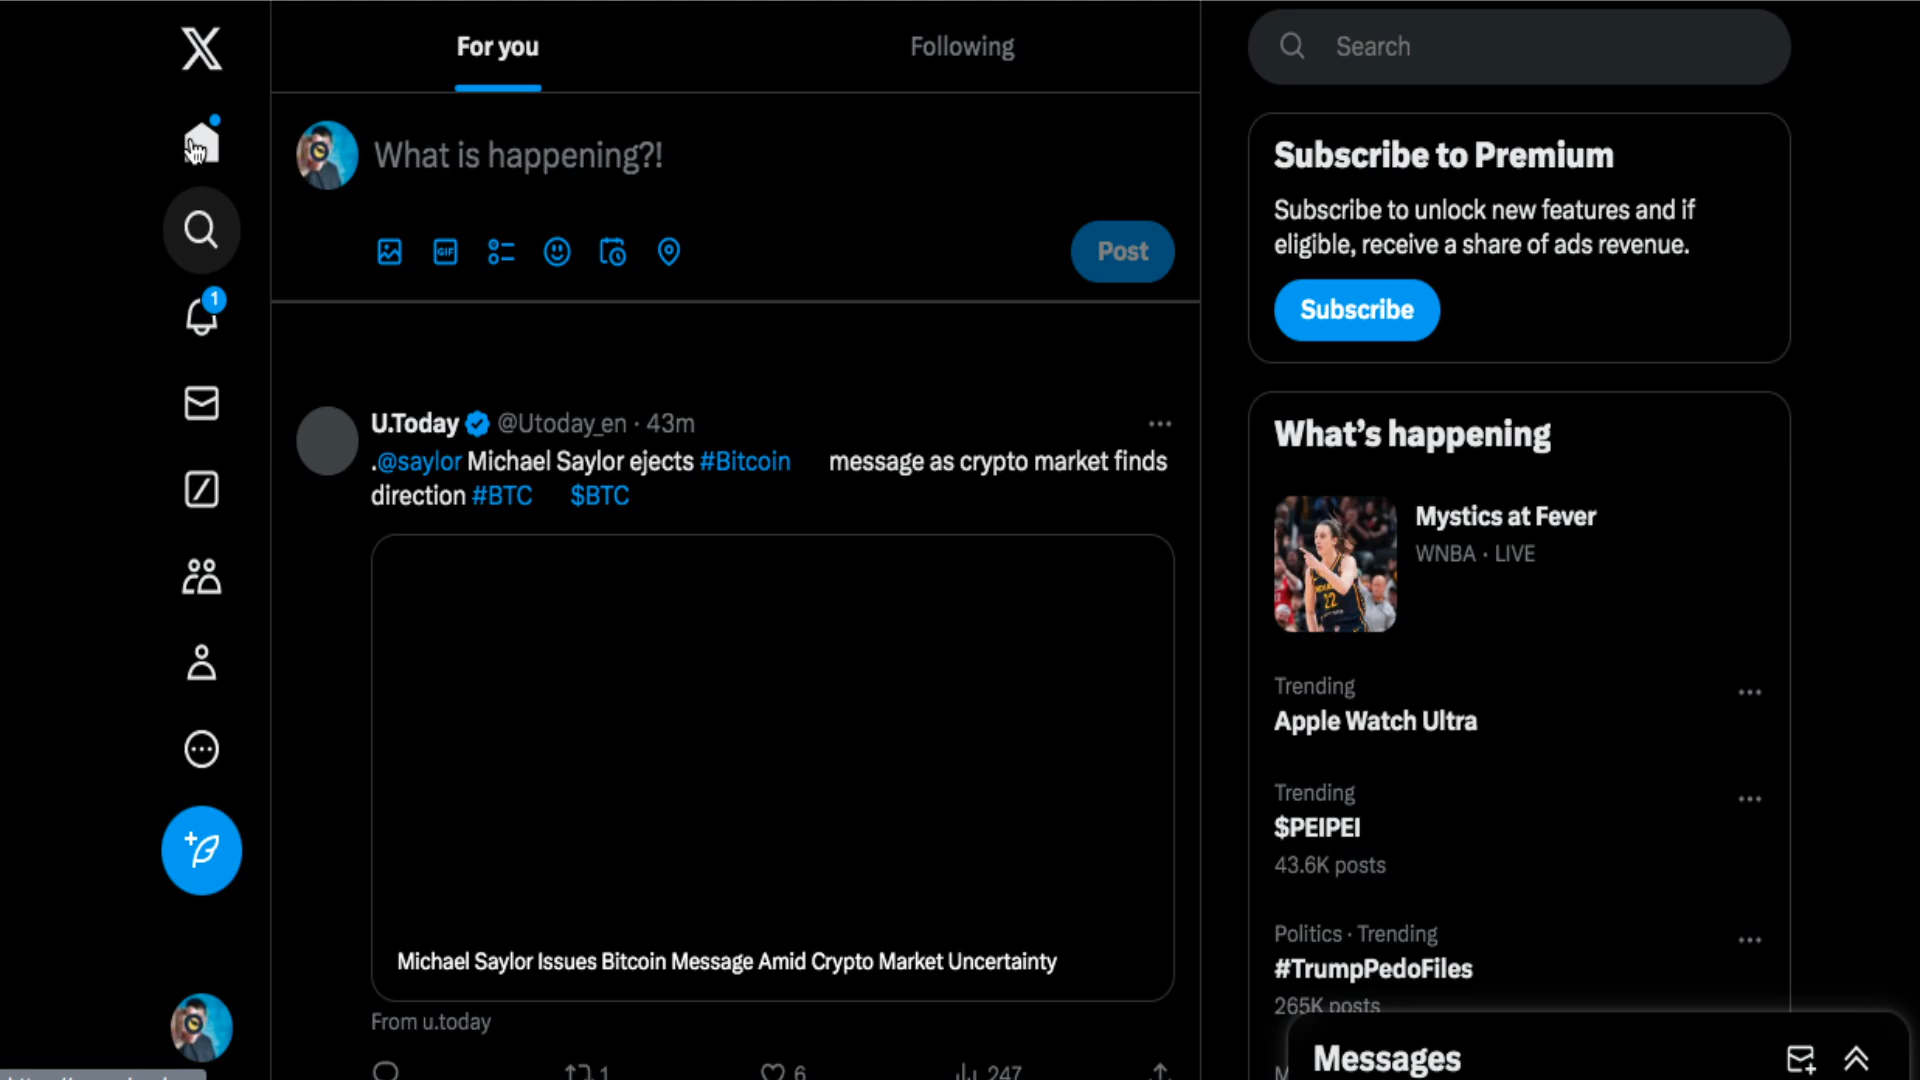 For you
Following
What is happening?!
GIF
Post
1
U.Today @Utoday_en · 43m
.@saylor Michael Saylor ejects #Bitcoin message as crypto market finds
direction #BTC $BTC
Michael Saylor Issues Bitcoin Message Amid Crypto Market Uncertainty
From u.today
1
6
247
Search
Subscribe to Premium
Subscribe to unlock new features and if
eligible, receive a share of ads revenue.
Subscribe
What's happening
Mystics at Fever
WNBA · LIVE
22
Trending
Apple Watch Ultra
Trending
$PEIPEI
43.6K posts
Politics · Trending
#TrumpPedoFiles
265K posts
Messages